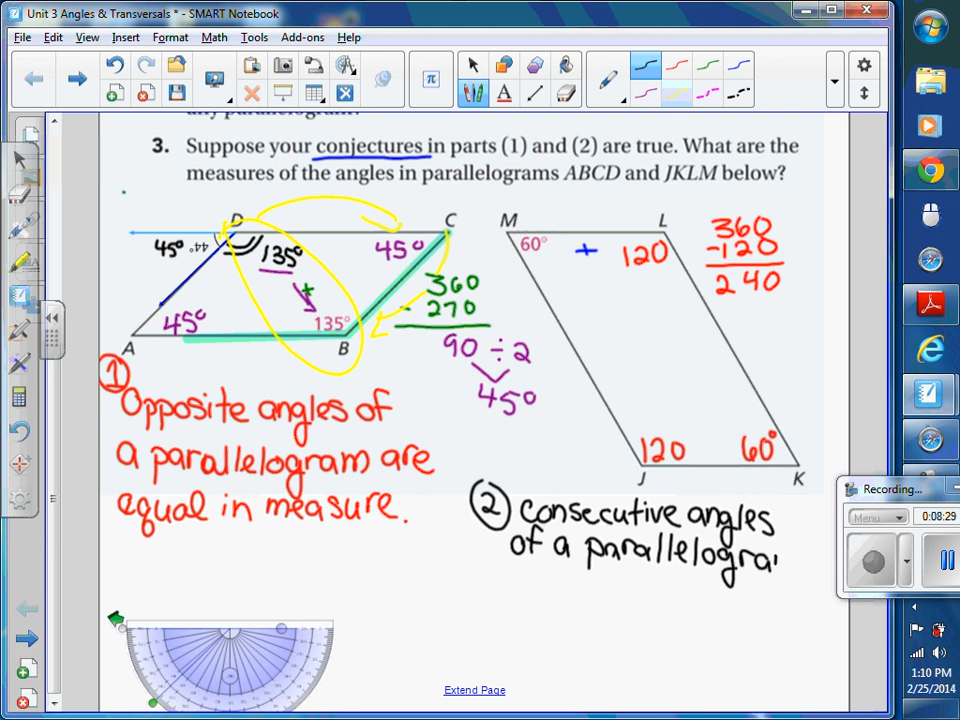 Unit 3 Angles & Transversals * - SMART Notebook
File Edit View Insert Format Math Tools Add-ons Help
π
A
any parallelogram?
3. Suppose your conjectures in parts (1) and (2) are true. What are the
measures of the angles in parallelograms ABCD and JKLM below?
D C M L
45° 44° 135° 45° 60° + 120
360
-120
240
+
360
- 270
90 ÷ 2
45°
45° 135°
A B
120 60°
J K
1
Opposite angles of
a parallelogram are
equal in measure.
2 consecutive angles
of a parallelogra
Recording...
Menu 0:08:29
1:10 PM
2/25/2014
Extend Page